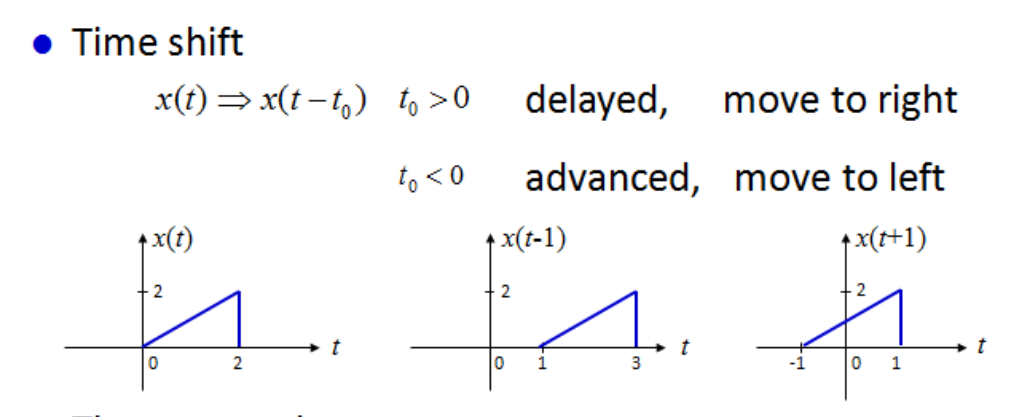 ● Time shift
x(t) ⇒ x(t − t₀) t₀ > 0 delayed, move to right
t₀ < 0 advanced, move to left
x(t) x(t-1) x(t+1)
2 2 2
t t t
0 2 0 1 3 -1 0 1